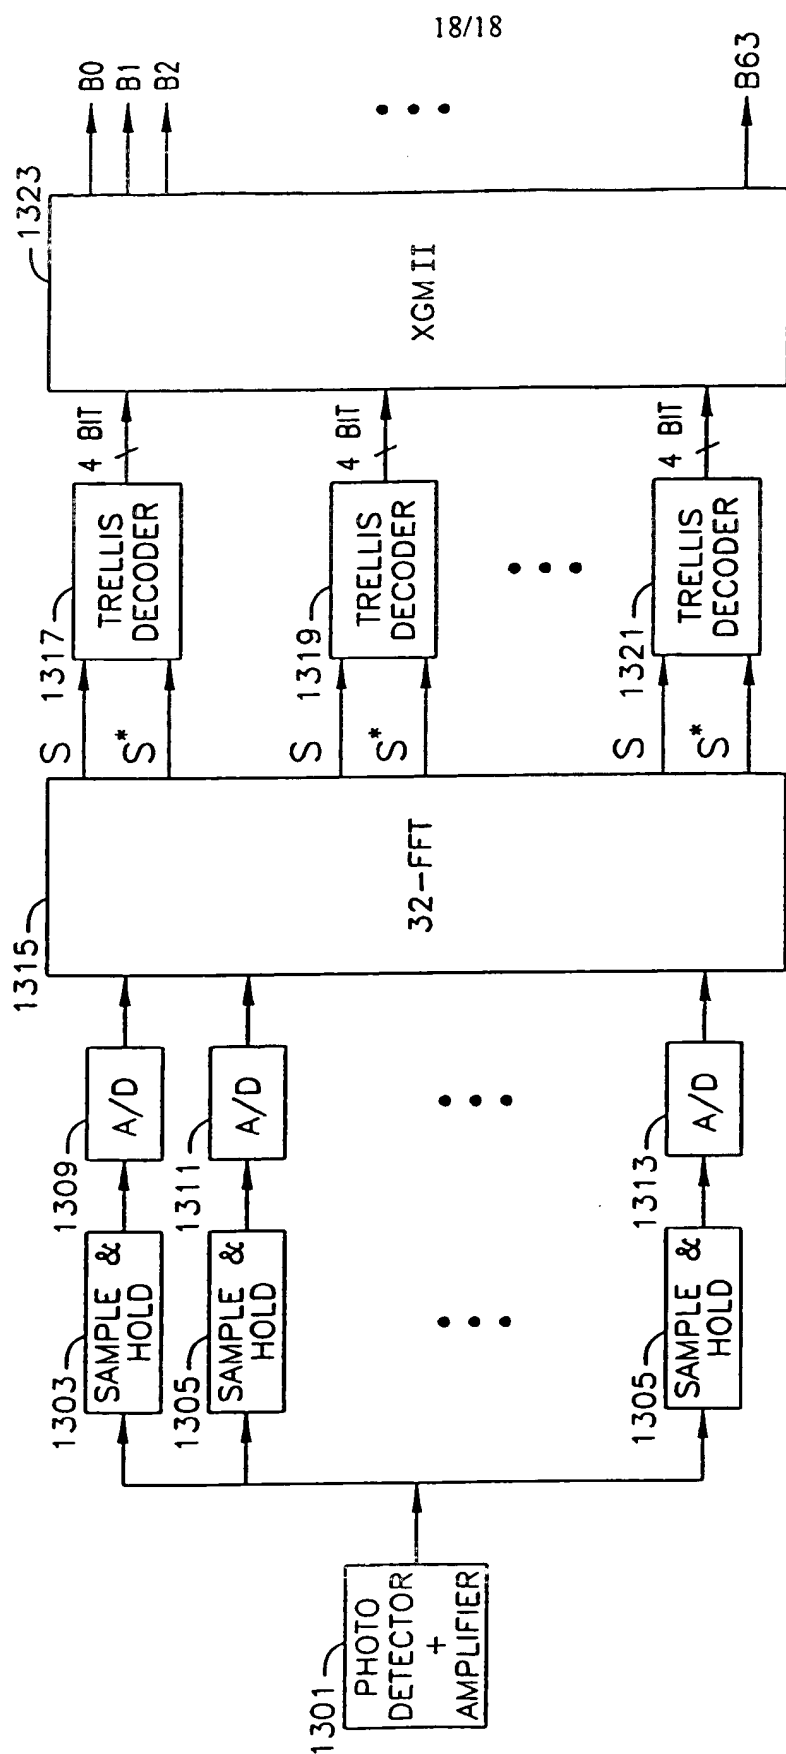 18/18
1301
PHOTO
DETECTOR
+
AMPLIFIER
1303
SAMPLE &
HOLD
1305
SAMPLE &
HOLD
1305
SAMPLE &
HOLD
1309
A/D
1311
A/D
1313
A/D
1315
32-FFT
S
S*
S
S*
S
S*
1317
TRELLIS
DECODER
1319
TRELLIS
DECODER
1321
TRELLIS
DECODER
4 BIT
4 BIT
4 BIT
1323
XGMII
B0
B1
B2
B63